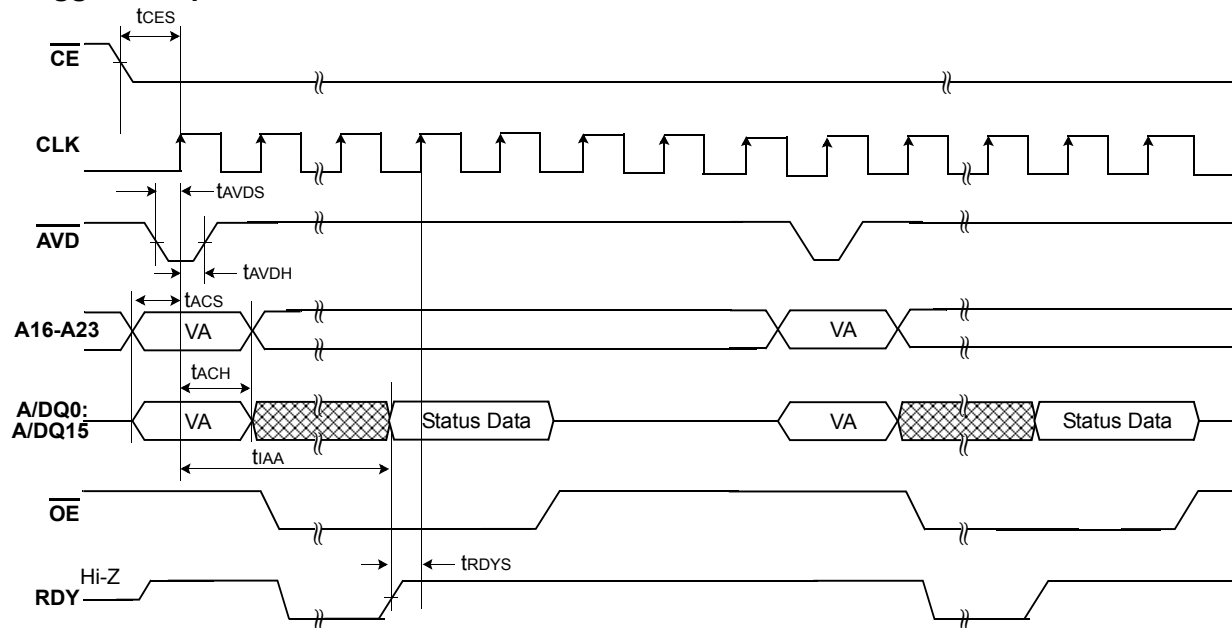 tCES
CE
CLK
tAVDS
AVD
tAVDH
tACS
A16-A23
VA
VA
tACH
A/DQ0:
A/DQ15
VA
Status Data
VA
Status Data
tIAA
OE
tRDYS
Hi-Z
RDY